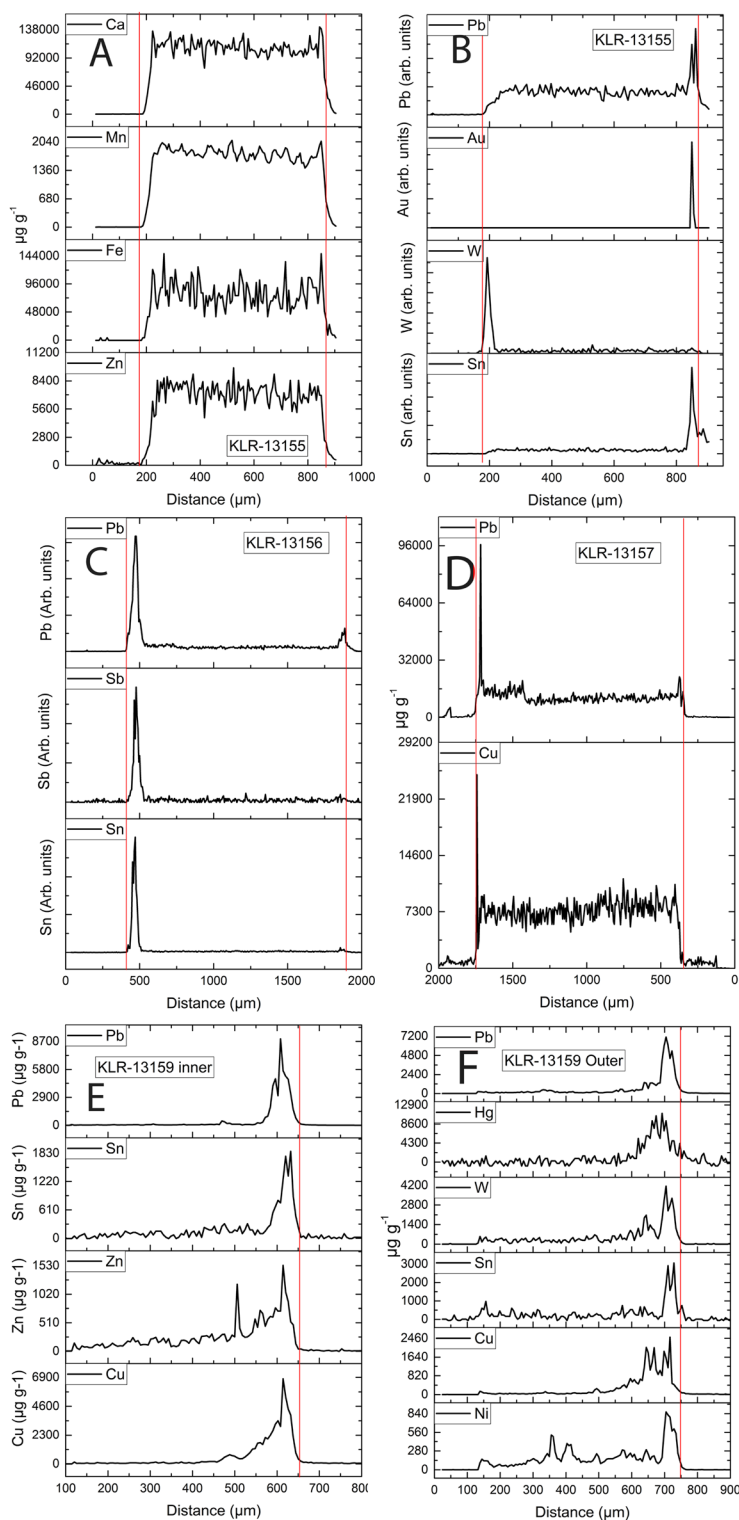 A
Ca
138000
92000
46000
0
Mn
2040
1360
680
0
µg g-1
Fe
144000
96000
48000
0
Zn
11200
8400
5600
2800
0
KLR-13155
0 200 400 600 800 1000
Distance (µm)
B
KLR-13155
Pb
Pb (arb. units)
Au
Au (arb. units)
W
W (arb. units)
Sn
Sn (arb. units)
0 200 400 600 800
Distance (µm)
C
KLR-13156
Pb
Pb (Arb. units)
Sb
Sb (Arb. units)
Sn
Sn (Arb. units)
0 500 1000 1500 2000
Distance (µm)
D
KLR-13157
Pb
96000
64000
32000
0
µg g-1
Cu
29200
21900
14600
7300
0
2000 1500 1000 500 0
Distance (µm)
E
KLR-13159 inner
Pb
Pb (µg g-1)
8700
5800
2900
0
Sn
Sn (µg g-1)
1830
1220
610
0
Zn
Zn (µg g-1)
1530
1020
510
0
Cu
Cu (µg g-1)
6900
4600
2300
0
100 200 300 400 500 600 700 800
Distance (µm)
F
KLR-13159 Outer
Pb
7200
4800
2400
0
Hg
12900
8600
4300
0
W
4200
2800
1400
0
µg g-1
Sn
3000
2000
1000
0
Cu
2460
1640
820
0
Ni
840
560
280
0
0 100 200 300 400 500 600 700 800 900
Distance (µm)